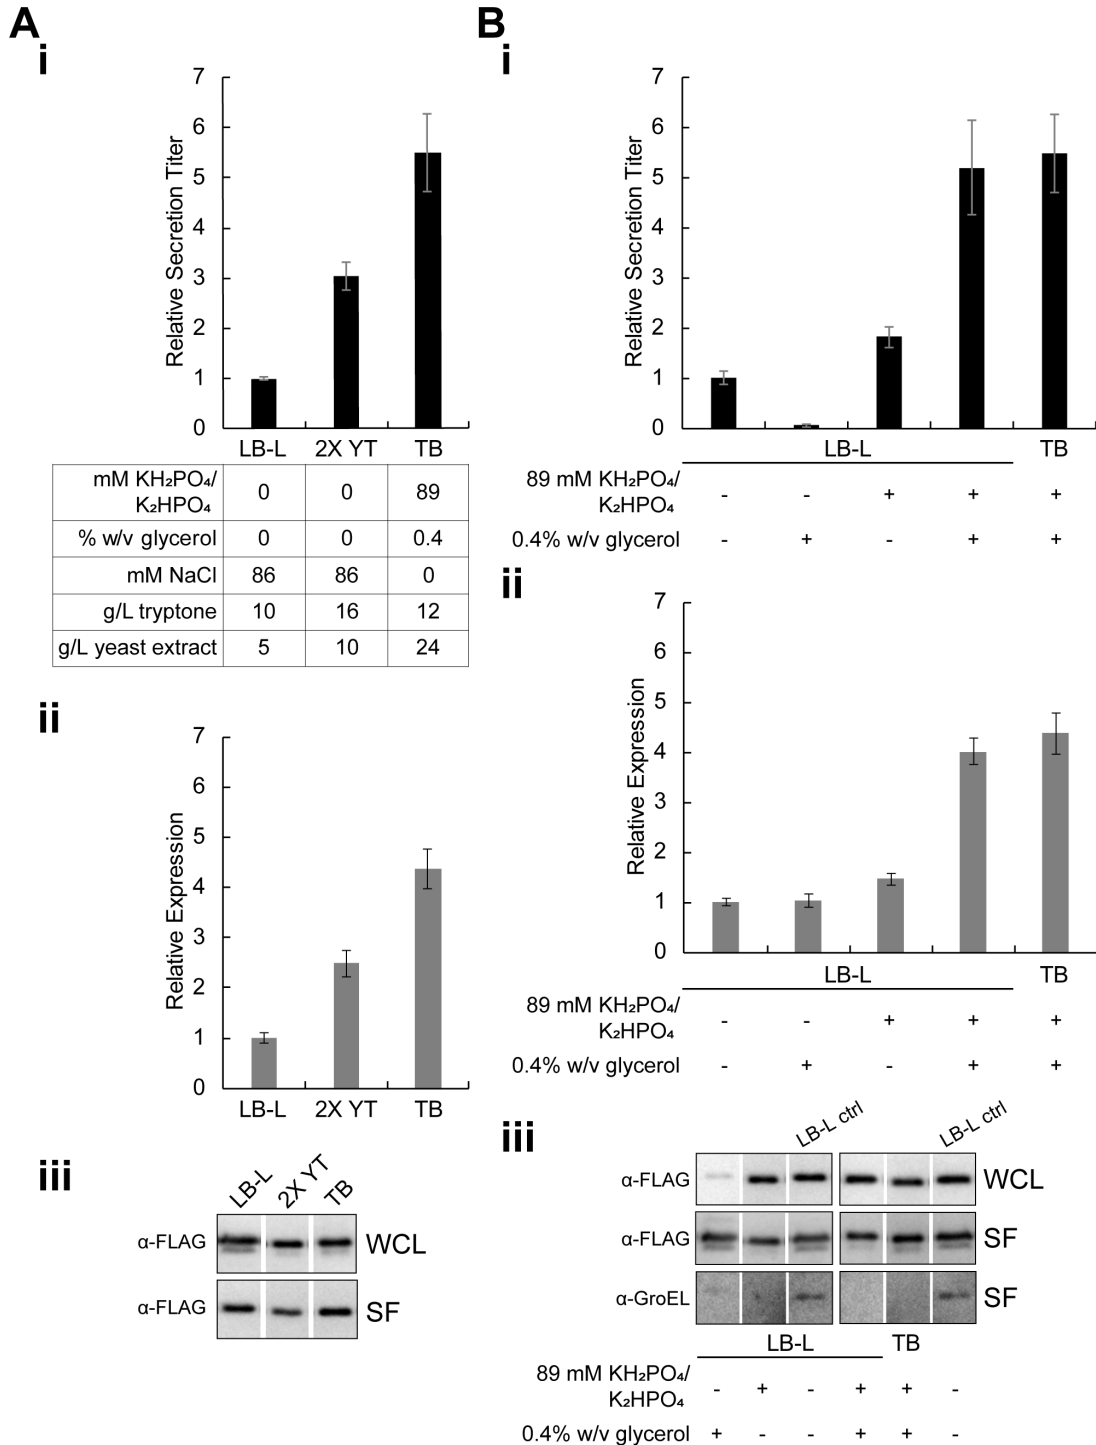 A
i
7
6
5
4
3
2
1
0
Relative Secretion Titer
LB-L 2X YT TB
mM KH₂PO₄/
K₂HPO₄ 0 0 89
% w/v glycerol 0 0 0.4
mM NaCl 86 86 0
g/L tryptone 10 16 12
g/L yeast extract 5 10 24
ii
7
6
5
4
3
2
1
0
Relative Expression
LB-L 2X YT TB
iii
LB-L 2X YT TB
α-FLAG WCL
α-FLAG SF
B
i
7
6
5
4
3
2
1
0
Relative Secretion Titer
LB-L TB
89 mM KH₂PO₄/
K₂HPO₄ - - + + +
0.4% w/v glycerol - + - + +
ii
7
6
5
4
3
2
1
0
Relative Expression
LB-L TB
89 mM KH₂PO₄/
K₂HPO₄ - - + + +
0.4% w/v glycerol - + - + +
iii
LB-L ctrl LB-L ctrl
α-FLAG WCL
α-FLAG SF
α-GroEL SF
LB-L TB
89 mM KH₂PO₄/
K₂HPO₄ - + - + + -
0.4% w/v glycerol + - - + + -